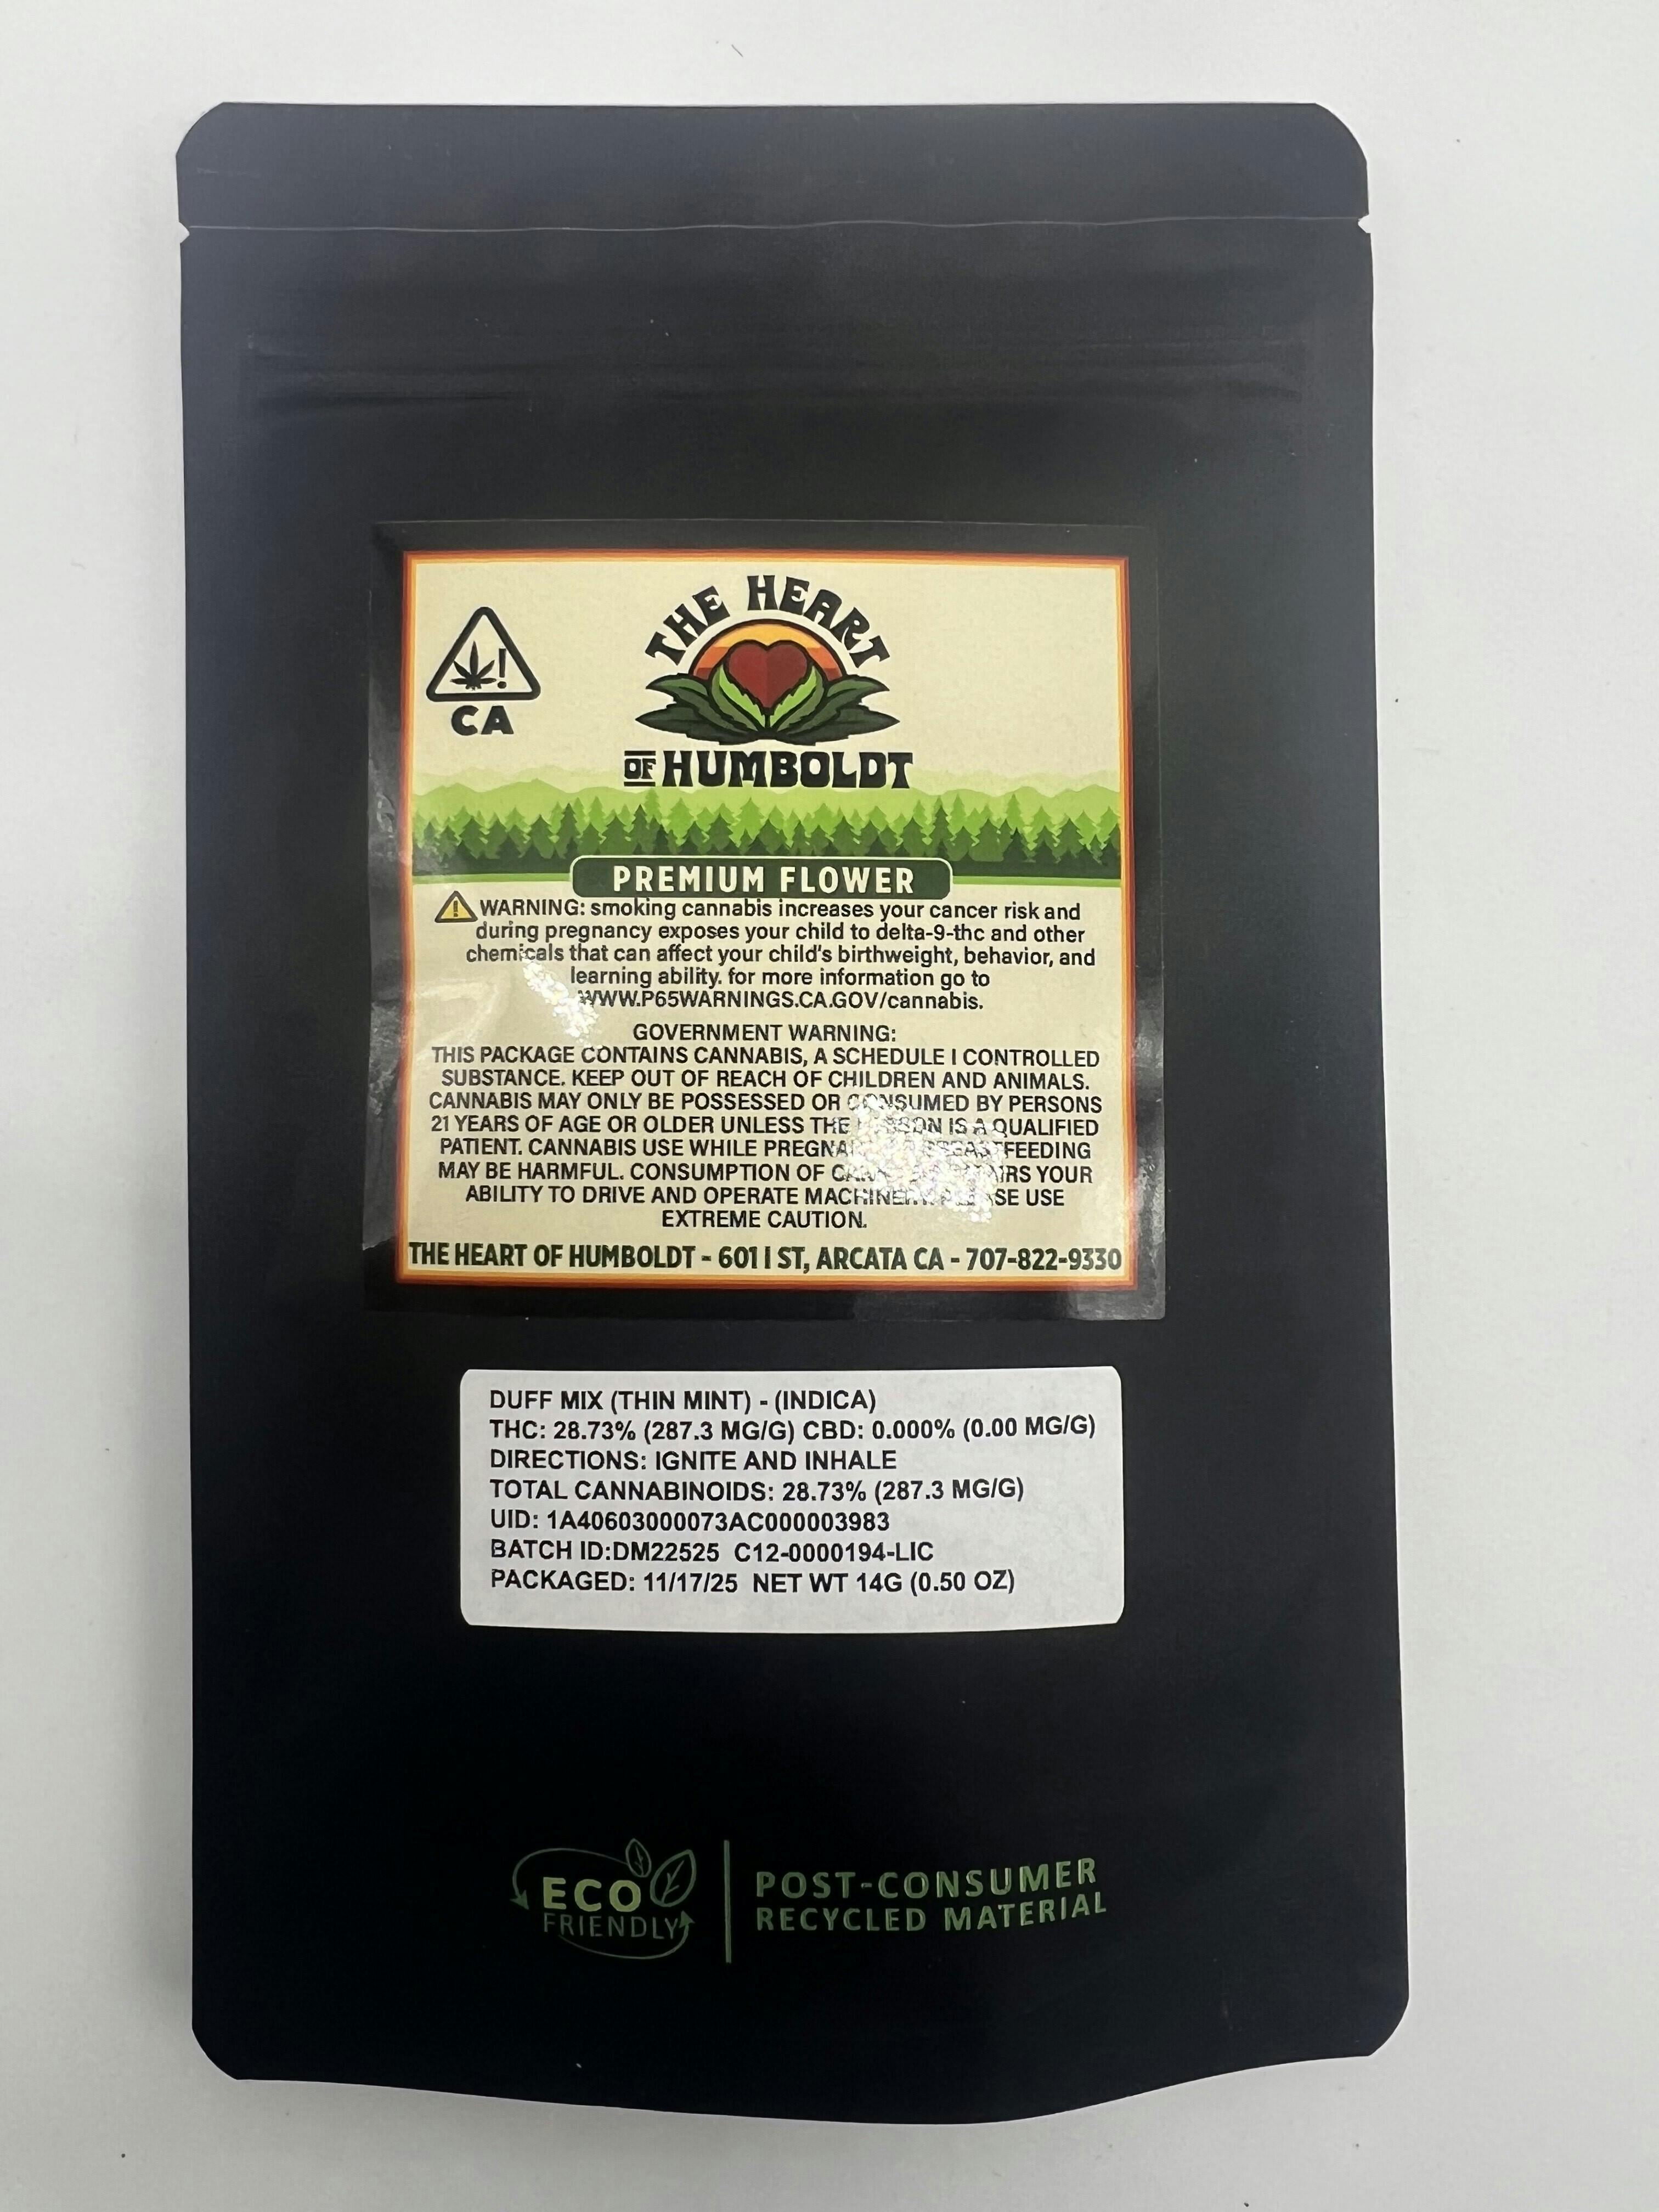 THE HEART
CA
OF HUMBOLDT
PREMIUM FLOWER
WARNING: smoking cannabis increases your cancer risk and
during pregnancy exposes your child to delta-9-thc and other
chemicals that can affect your child's birthweight, behavior, and
learning ability. for more information go to
WWW.P65WARNINGS.CA.GOV/cannabis.
GOVERNMENT WARNING:
THIS PACKAGE CONTAINS CANNABIS, A SCHEDULE I CONTROLLED
SUBSTANCE. KEEP OUT OF REACH OF CHILDREN AND ANIMALS.
CANNABIS MAY ONLY BE POSSESSED OR CONSUMED BY PERSONS
21 YEARS OF AGE OR OLDER UNLESS THE IS A QUALIFIED
PATIENT. CANNABIS USE WHILE
MAY BE HARMFUL. CONSUMPTION OF YOUR
ABILITY TO DRIVE AND OPERATE USE
EXTREME CAUTION.
THE HEART OF HUMBOLDT - 601 I ST, ARCATA CA - 707-822-9330
DUFF MIX (THIN MINT) - (INDICA)
THC: 28.73% (287.3 MG/G) CBD: 0.000% (0.00 MG/G)
DIRECTIONS: IGNITE AND INHALE
TOTAL CANNABINOIDS: 28.73% (287.3 MG/G)
UID: 1A40603000073AC000003983
BATCH ID:DM22525 C12-0000194-LIC
PACKAGED: 11/17/25 NET WT 14G (0.50 OZ)
ECO
FRIENDLY
POST-CONSUMER
RECYCLED MATERIAL